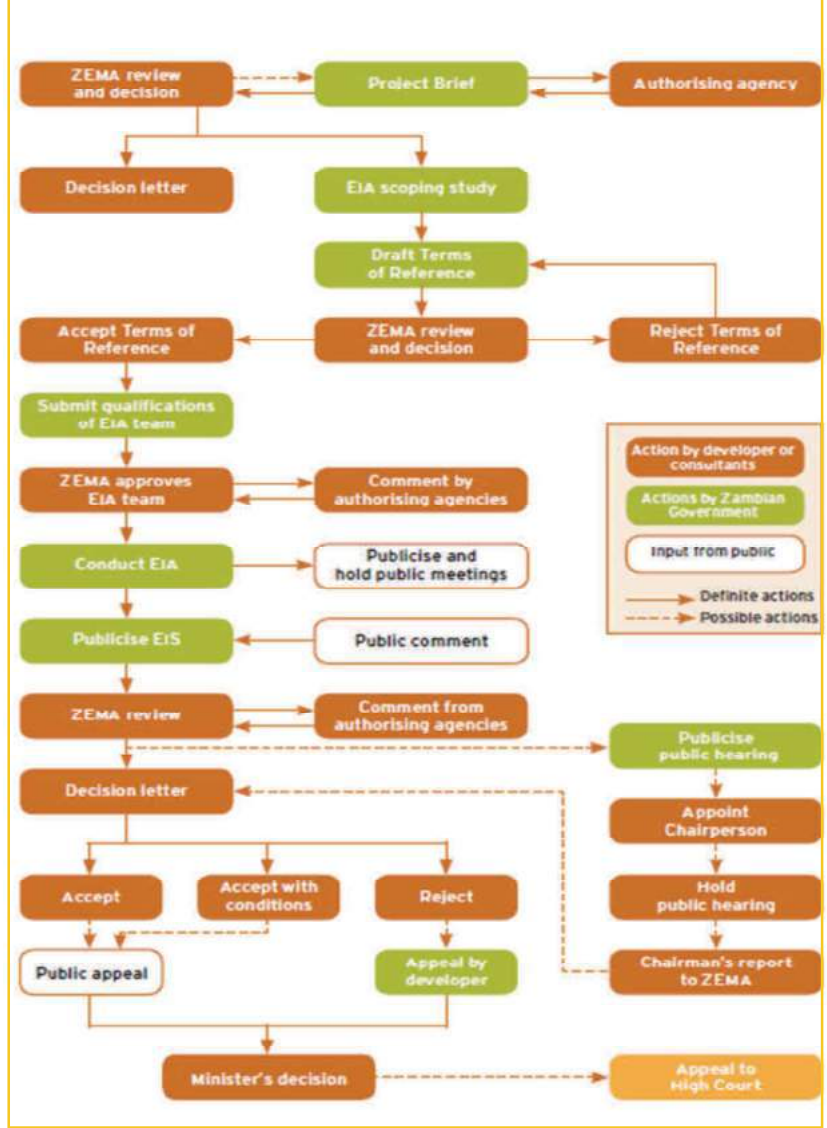 ZEMA review
and decision
Project Brief
Authorising agency
Decision letter
EIA scoping study
Draft Terms
of Reference
Accept Terms of
Reference
ZEMA review
and decision
Reject Terms of
Reference
Submit qualifications
of EIA team
ZEMA approves
EIA team
Comment by
authorising agencies
Conduct EIA
Publicise and
hold public meetings
Publicise EIS
Public comment
ZEMA review
Comment from
authorising agencies
Action by developer or
consultants
Actions by Zambian
Government
Input from public
Definite actions
Possible actions
Publicise
public hearing
Decision letter
Appoint
Chairperson
Accept
Accept with
conditions
Reject
Hold
public hearing
Public appeal
Appeal by
developer
Chairman's report
to ZEMA
Minister's decision
Appeal to
High Court